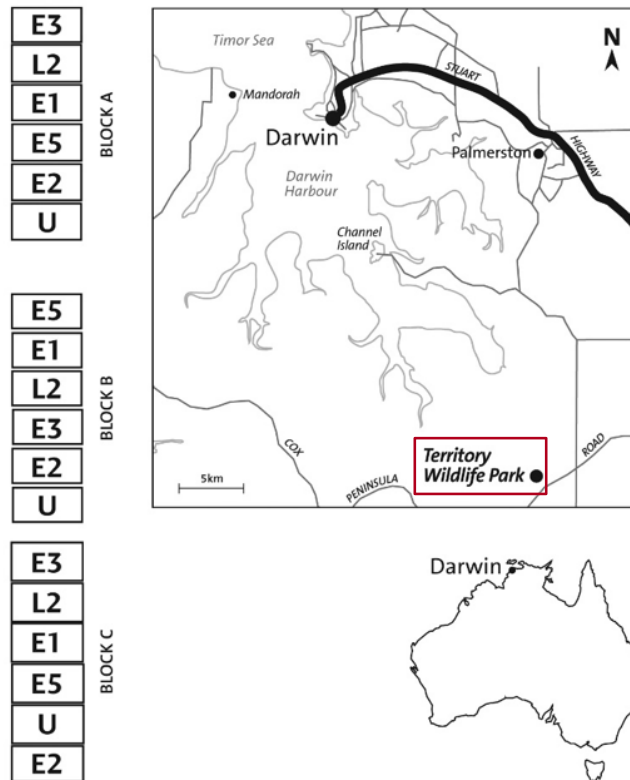 E3
L2
E1
E5
E2
U
BLOCK A
E5
E1
L2
E3
E2
U
BLOCK B
E3
L2
E1
E5
U
E2
BLOCK C
Timor Sea
N
STUART
Mandorah
Darwin
HIGHWAY
Palmerston
Darwin
Harbour
Channel
Island
COX
Territory
Wildlife Park
ROAD
5km
PENINSULA
Darwin